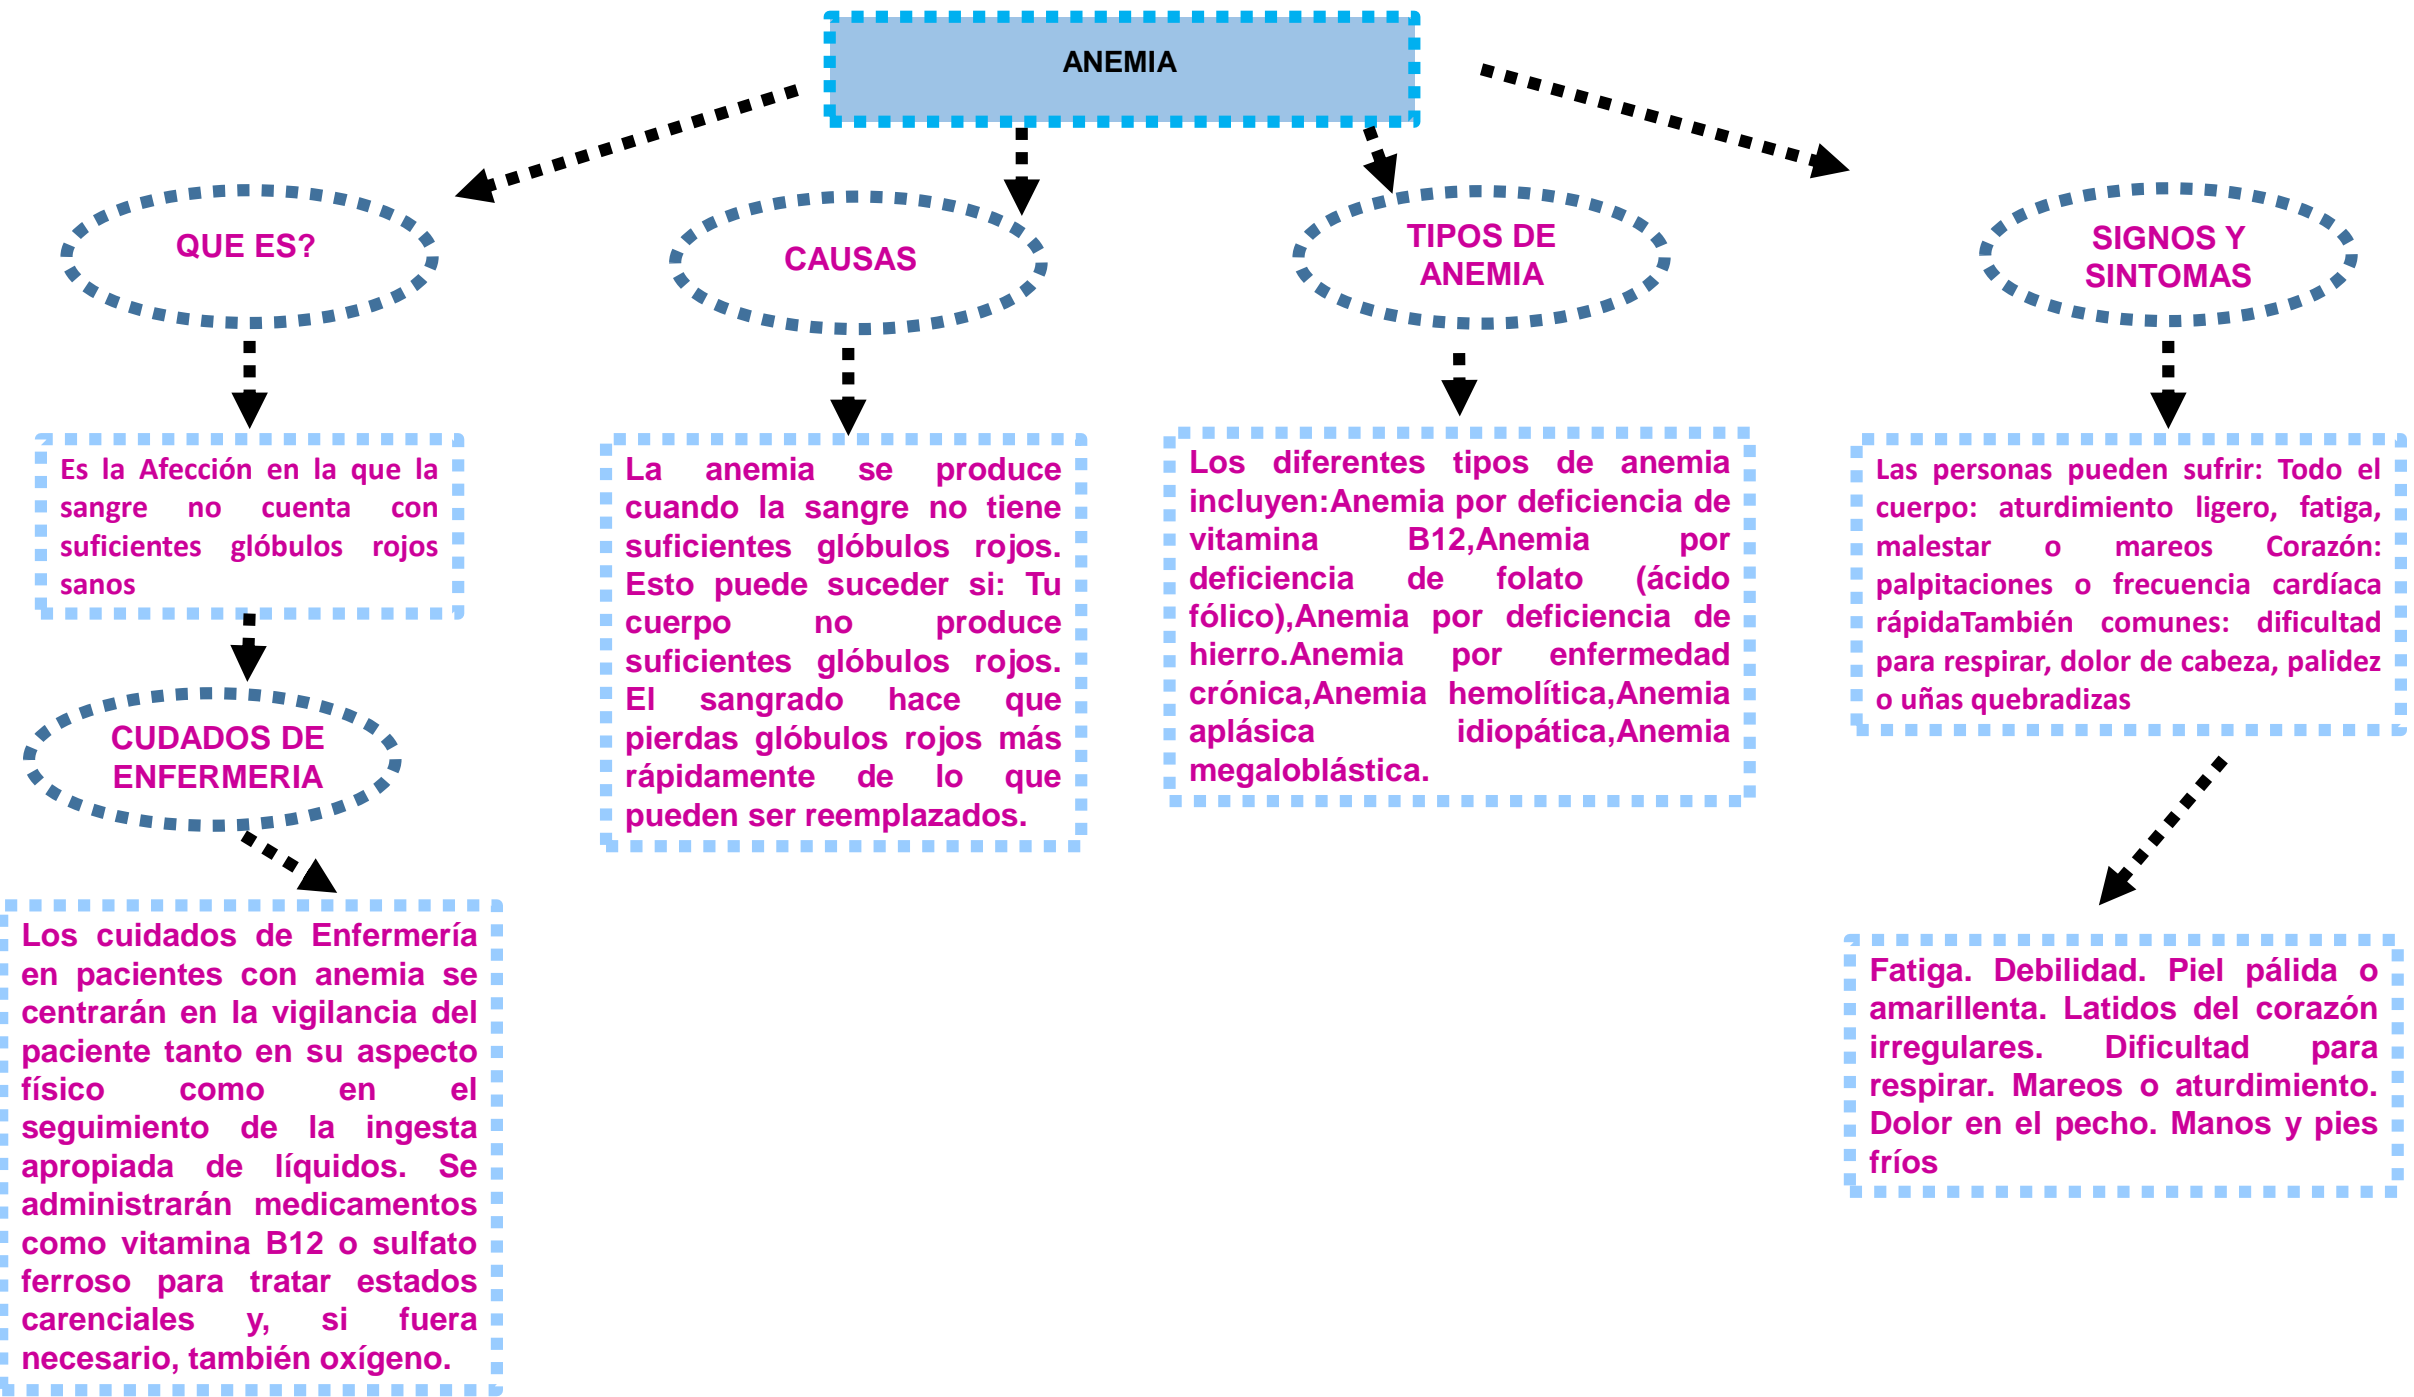 ANEMIA
QUE ES?
CAUSAS
TIPOS DE
ANEMIA
SIGNOS Y
SINTOMAS
Es la Afección en la que la
sangre no cuenta con
suficientes glóbulos rojos
sanos
La anemia se produce
cuando la sangre no tiene
suficientes glóbulos rojos.
Esto puede suceder si: Tu
cuerpo no produce
suficientes glóbulos rojos.
El sangrado hace que
pierdas glóbulos rojos más
rápidamente de lo que
pueden ser reemplazados.
Los diferentes tipos de anemia
incluyen:Anemia por deficiencia de
vitamina B12,Anemia por
deficiencia de folato (ácido
fólico),Anemia por deficiencia de
hierro.Anemia por enfermedad
crónica,Anemia hemolítica,Anemia
aplásica idiopática,Anemia
megaloblástica.
Las personas pueden sufrir: Todo el
cuerpo: aturdimiento ligero, fatiga,
malestar o mareos Corazón:
palpitaciones o frecuencia cardíaca
rápidaTambién comunes: dificultad
para respirar, dolor de cabeza, palidez
o uñas quebradizas
CUDADOS DE
ENFERMERIA
Los cuidados de Enfermería
en pacientes con anemia se
centrarán en la vigilancia del
paciente tanto en su aspecto
físico como en el
seguimiento de la ingesta
apropiada de líquidos. Se
administrarán medicamentos
como vitamina B12 o sulfato
ferroso para tratar estados
carenciales y, si fuera
necesario, también oxígeno.
Fatiga. Debilidad. Piel pálida o
amarillenta. Latidos del corazón
irregulares. Dificultad para
respirar. Mareos o aturdimiento.
Dolor en el pecho. Manos y pies
fríos